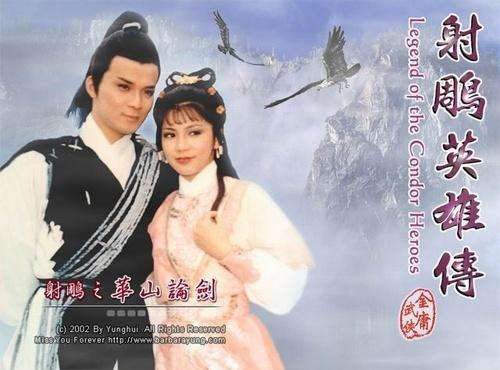 射鵰英雄傳
Legend of the Condor Heroes
金庸
武俠
射鵰之華山論劍
(c) 2002 By Yunghui. All Rights Reserved
Miss You Forever http://www.barbarayung.com/